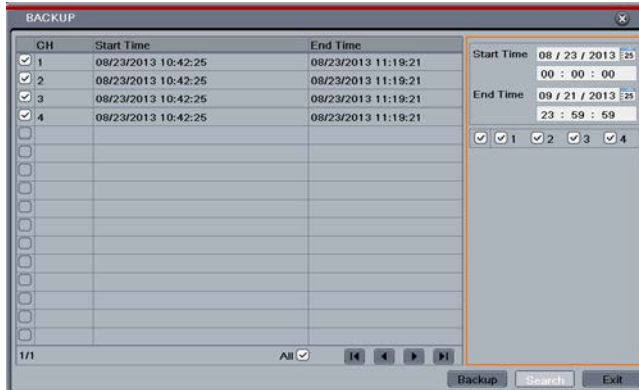 BACKUP
CH Start Time End Time
1 08/23/2013 10:42:25 08/23/2013 11:19:21
2 08/23/2013 10:42:25 08/23/2013 11:19:21
3 08/23/2013 10:42:25 08/23/2013 11:19:21
4 08/23/2013 10:42:25 08/23/2013 11:19:21
1/1 All
Start Time 08 / 23 / 2013 25
00 : 00 : 00
End Time 09 / 21 / 2013 25
23 : 59 : 59
1 2 3 4
Backup Search Exit